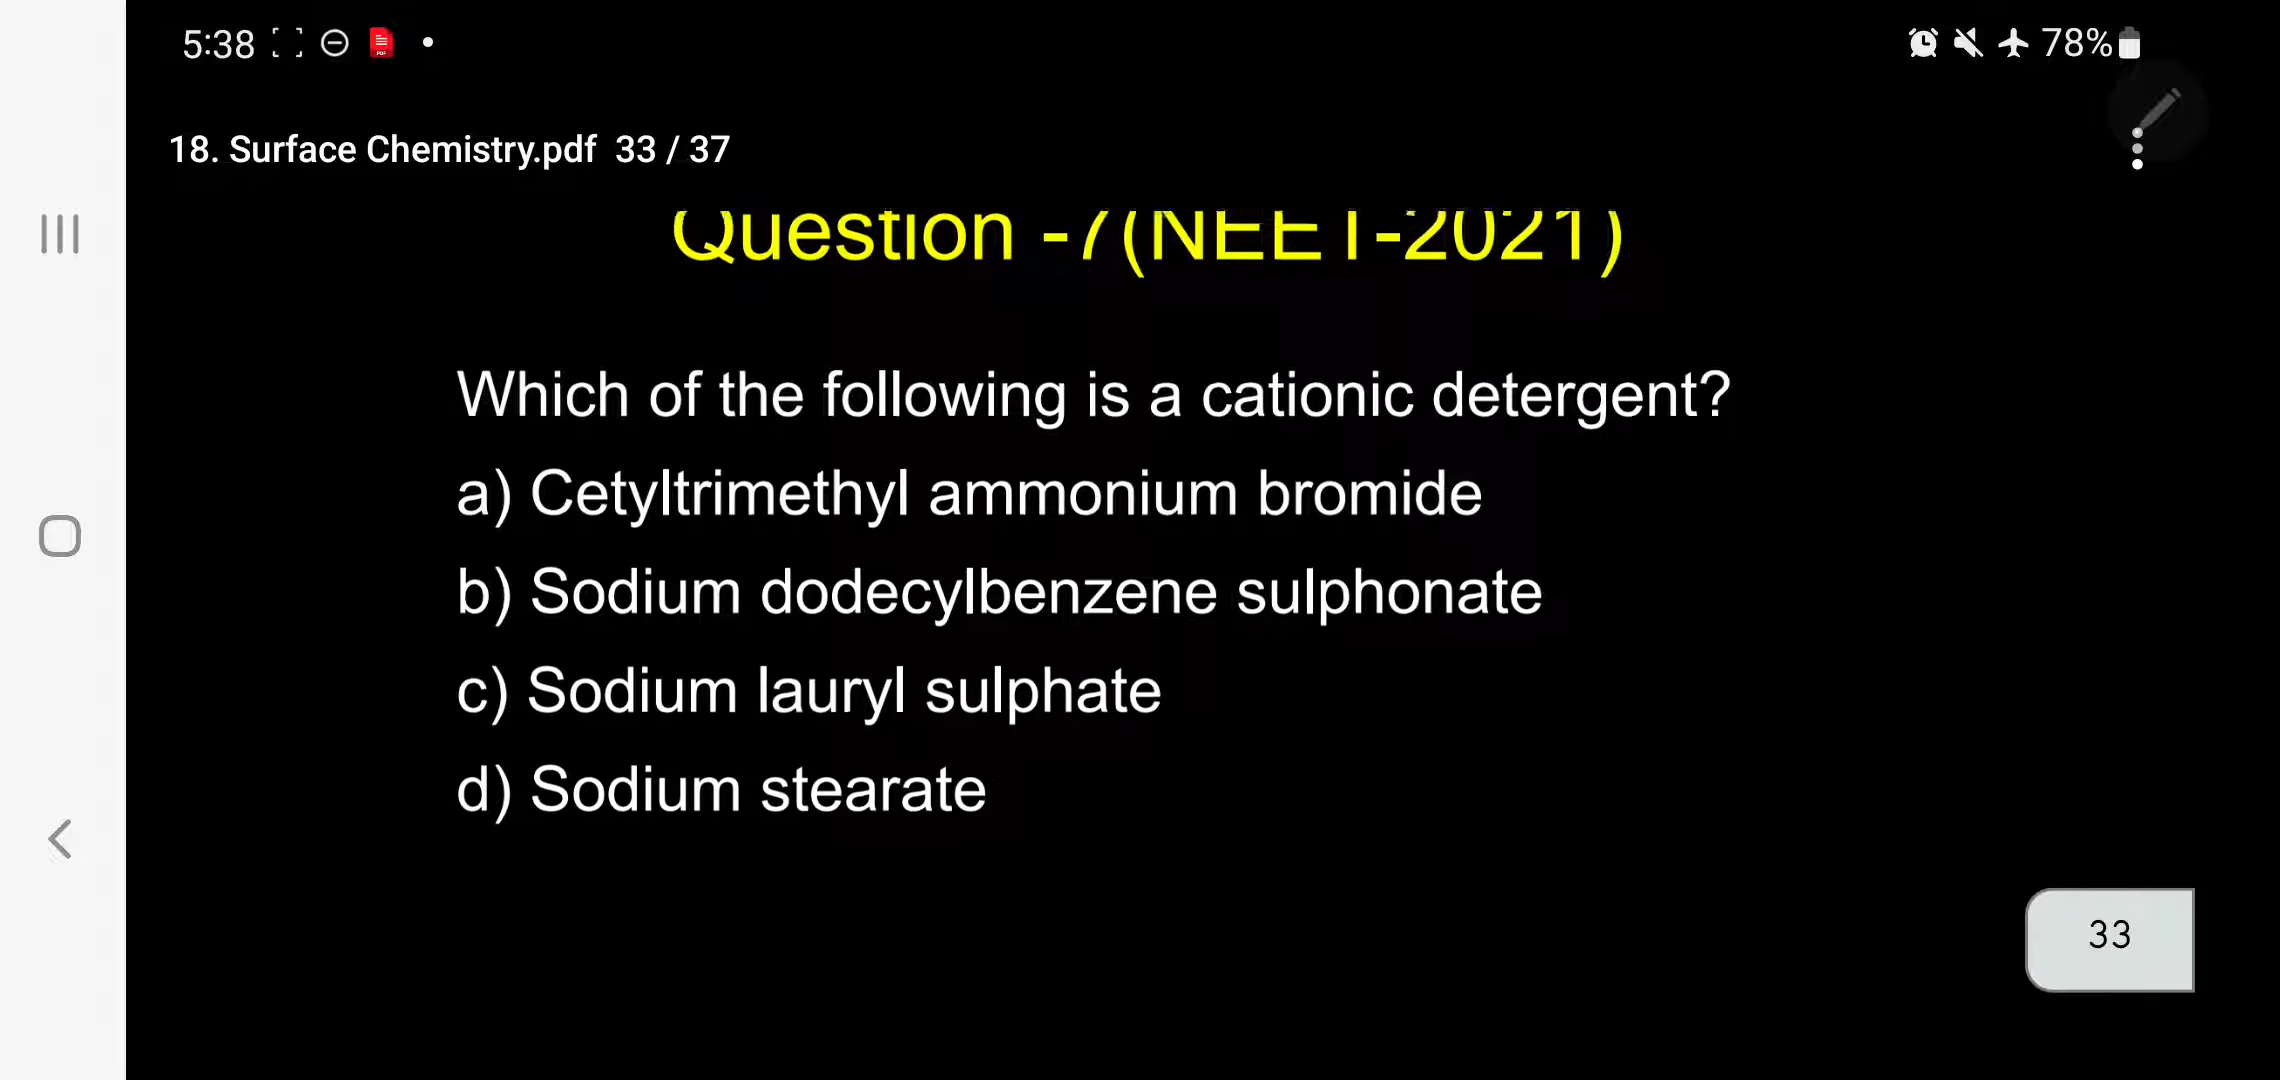 5:38
78%
18. Surface Chemistry.pdf 33 / 37
Question -7(NEET-2021)
Which of the following is a cationic detergent?
a) Cetyltrimethyl ammonium bromide
b) Sodium dodecylbenzene sulphonate
c) Sodium lauryl sulphate
d) Sodium stearate
33